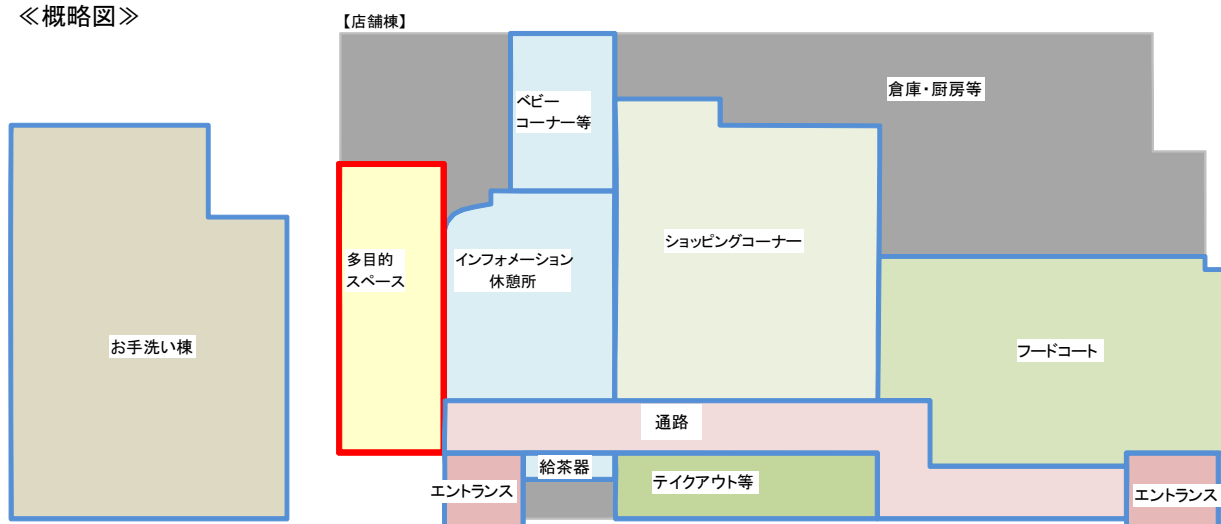 ≪概略図≫
【店舗棟】
倉庫・厨房等
ベビー
コーナー等
ショッピングコーナー
多目的
スペース
インフォメーション
休憩所
お手洗い棟
フードコート
通路
給茶器
テイクアウト等
エントランス
エントランス